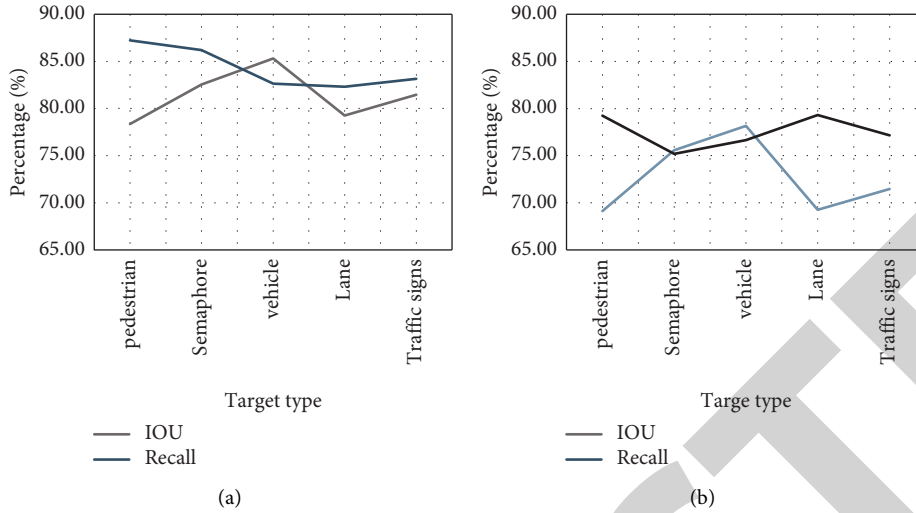 90.00
85.00
80.00
75.00
70.00
65.00
Percentage (%)
pedestrian
Semaphore
vehicle
Lane
Traffic signs
Target type
IOU
Recall
(a)
90.00
85.00
80.00
75.00
70.00
65.00
Percentage (%)
pedestrian
Semaphore
vehicle
Lane
Traffic signs
Targe type
IOU
Recall
(b)